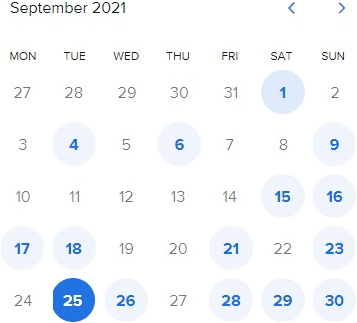 September 2021
MON TUE WED THU FRI SAT SUN
27 28 29 30 31 1 2
3 4 5 6 7 8 9
10 11 12 13 14 15 16
17 18 19 20 21 22 23
24 25 26 27 28 29 30